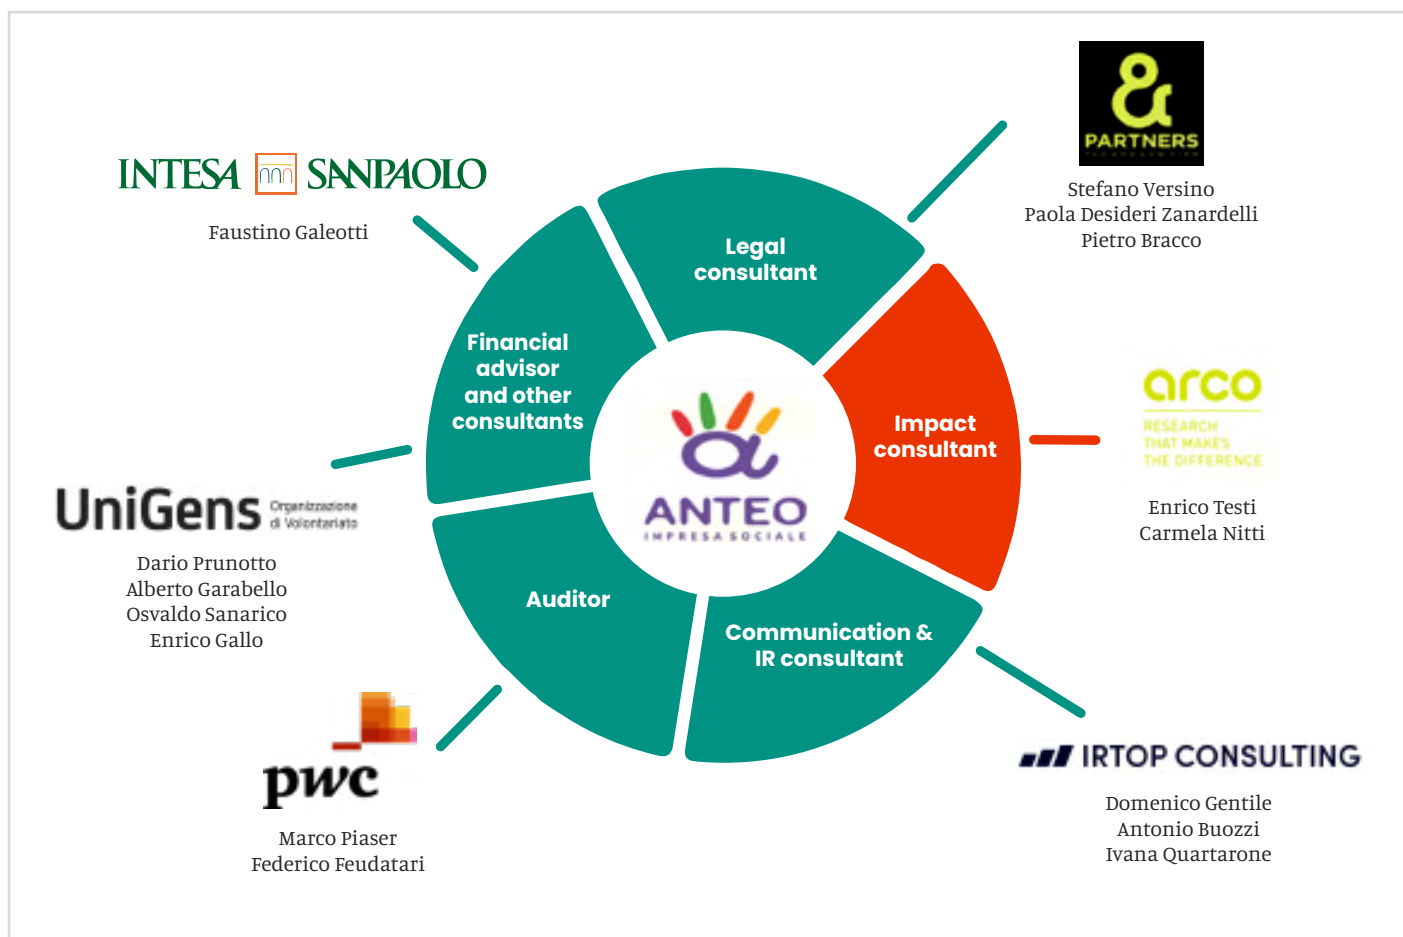 INTESA SANPAOLO
Faustino Galeotti
& PARTNERS
Stefano Versino
Paola Desideri Zanardelli
Pietro Bracco
Legal
consultant
Financial
advisor
and other
consultants
Impact
consultant
arco
RESEARCH
THAT MAKES
THE DIFFERENCE
Enrico Testi
Carmela Nitti
ANTEO
IMPRESA SOCIALE
UniGens Organizzazione
di Volontariato
Dario Prunotto
Alberto Garabello
Osvaldo Sanarico
Enrico Gallo
Auditor
Communication &
IR consultant
pwc
Marco Piaser
Federico Feudatari
IRTOP CONSULTING
Domenico Gentile
Antonio Buozzi
Ivana Quartarone